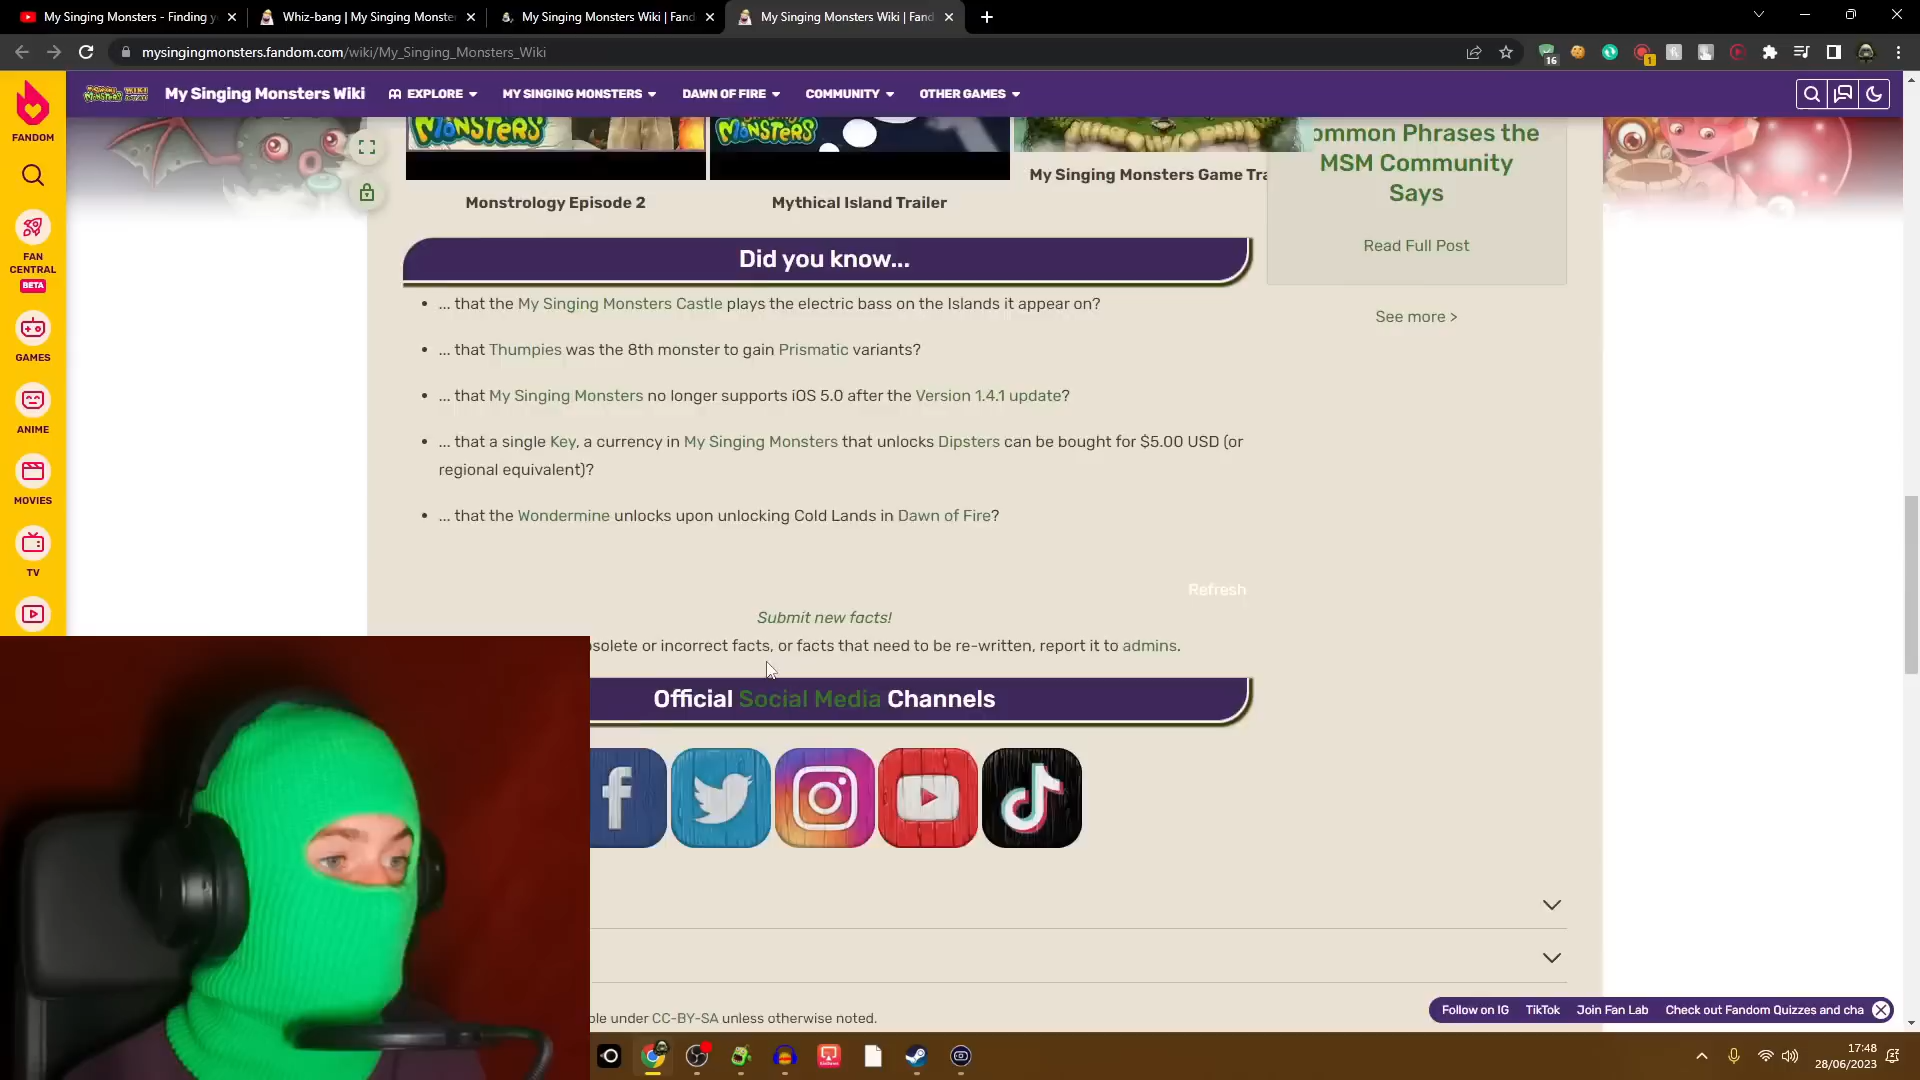 My Singing Monsters - Finding y
Whiz-bang | My Singing Monster
My Singing Monsters Wiki | Fand
My Singing Monsters Wiki | Fand
mysingingmonsters.fandom.com/wiki/My_Singing_Monsters_Wiki
16
1
FANDOM
FAN CENTRAL
BETA
GAMES
ANIME
MOVIES
TV
My Singing Monsters Wiki
EXPLORE
MY SINGING MONSTERS
DAWN OF FIRE
COMMUNITY
OTHER GAMES
MONSTERS
MONSTERS
Monstrology Episode 2
Mythical Island Trailer
My Singing Monsters Game Tra
ommon Phrases the
MSM Community
Says
Read Full Post
See more >
Did you know...
• ... that the My Singing Monsters Castle plays the electric bass on the Islands it appear on?
• ... that Thumpies was the 8th monster to gain Prismatic variants?
• ... that My Singing Monsters no longer supports iOS 5.0 after the Version 1.4.1 update?
• ... that a single Key, a currency in My Singing Monsters that unlocks Dipsters can be bought for $5.00 USD (or
regional equivalent)?
• ... that the Wondermine unlocks upon unlocking Cold Lands in Dawn of Fire?
Refresh
Submit new facts!
solete or incorrect facts, or facts that need to be re-written, report it to admins.
Official Social Media Channels
ble under CC-BY-SA unless otherwise noted.
Follow on IG
TikTok
Join Fan Lab
Check out Fandom Quizzes and cha
17:48
28/06/2023